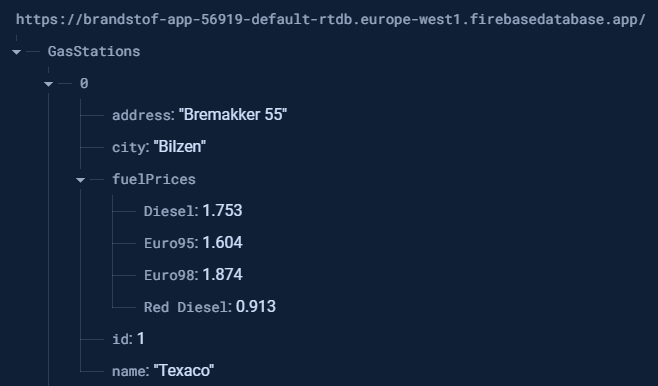 https://brandstof-app-56919-default-rtdb.europe-west1.firebasedatabase.app/
GasStations
0
address: "Bremakker 55"
city: "Bilzen"
fuelPrices
Diesel: 1.753
Euro95: 1.604
Euro98: 1.874
Red Diesel: 0.913
id: 1
name: "Texaco"